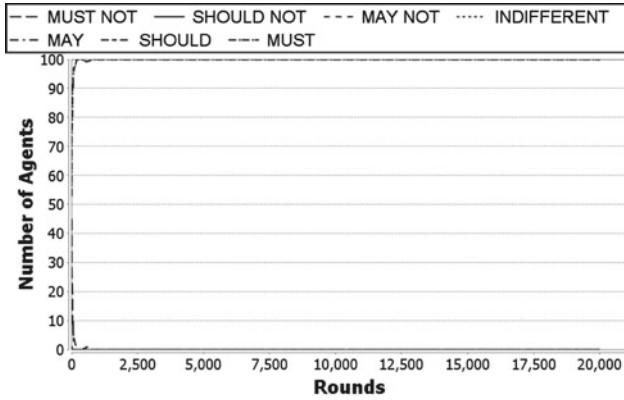 MUST NOT SHOULD NOT MAY NOT INDIFFERENT
MAY SHOULD MUST
100
90
80
70
60
50
40
30
20
10
0
Number of Agents
0 2,500 5,000 7,500 10,000 12,500 15,000 17,500 20,000
Rounds